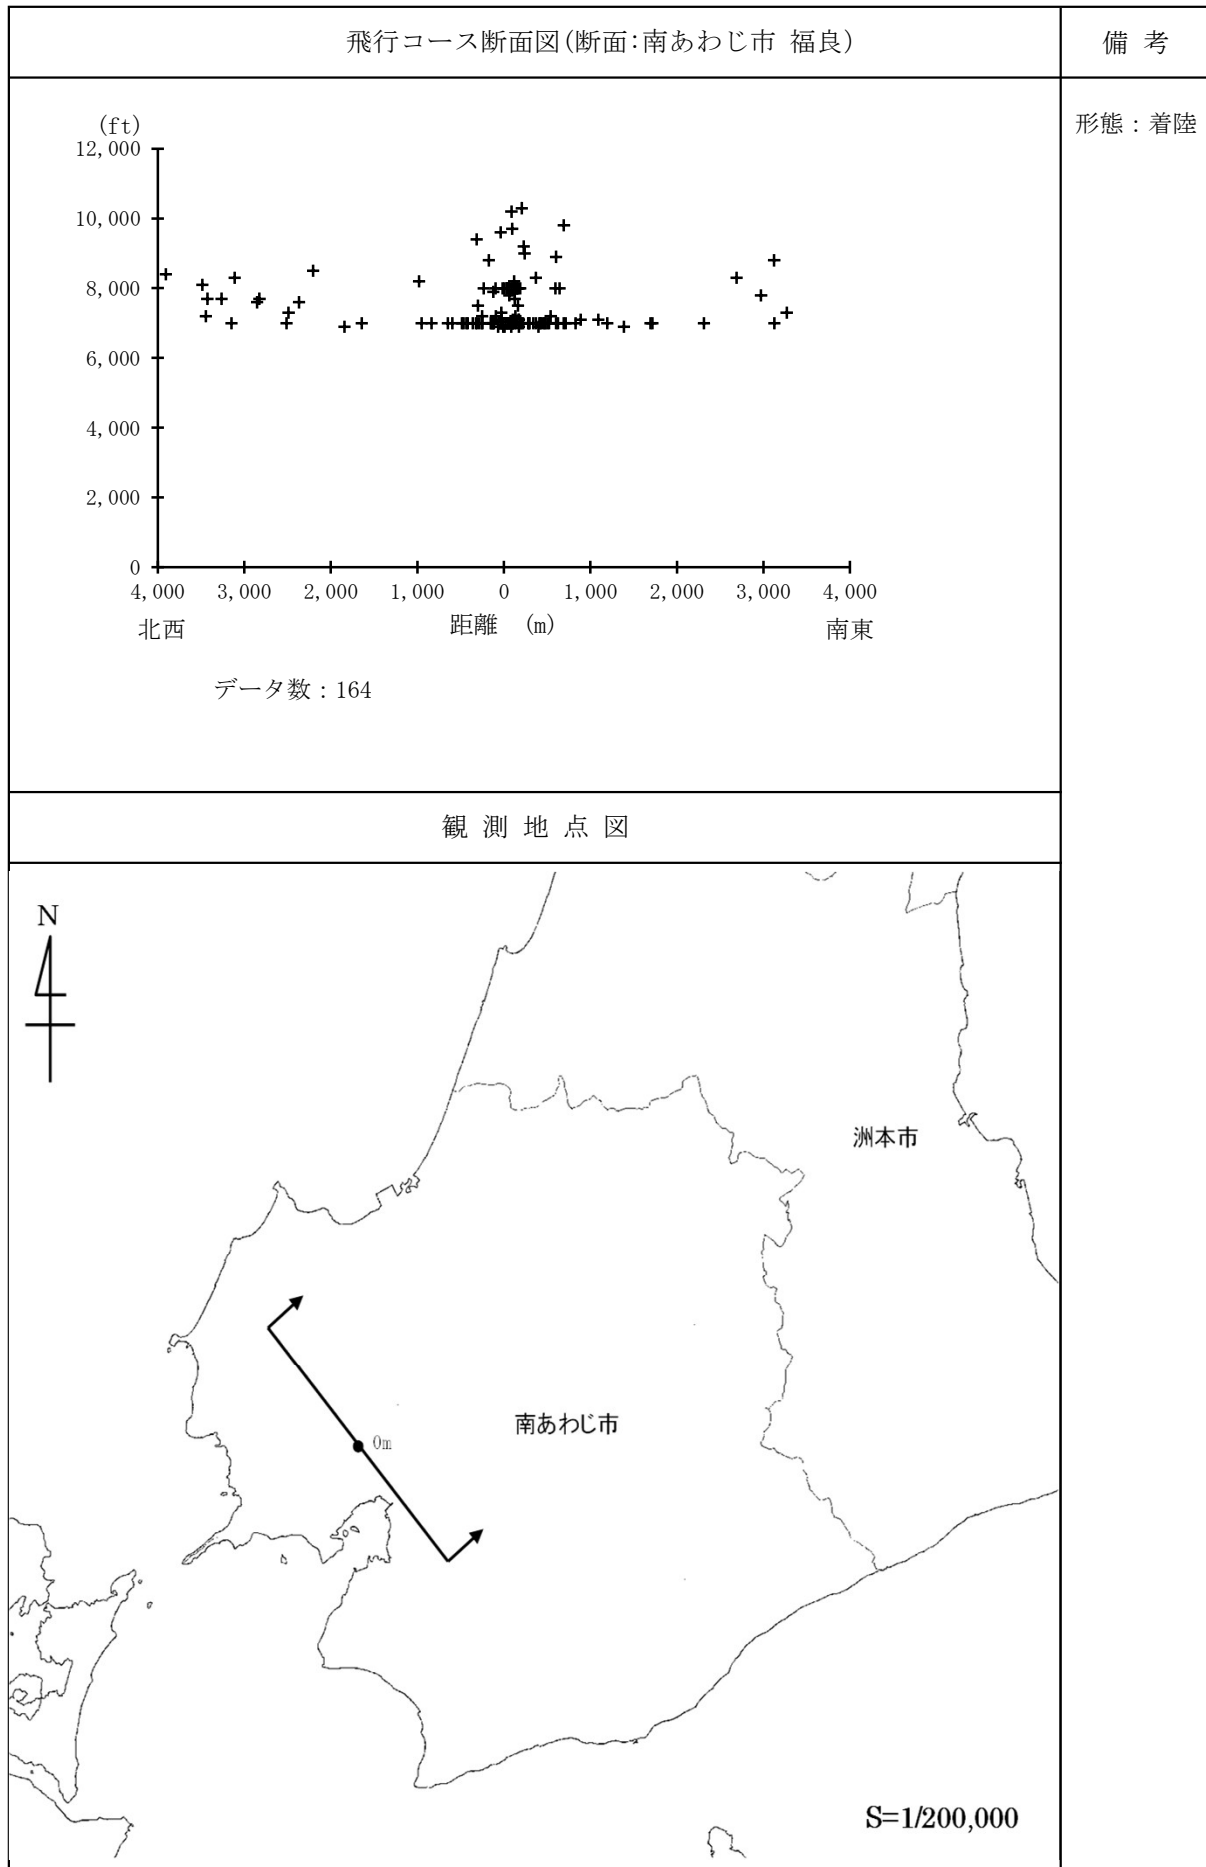 飛行コース断面図(断面:南あわじ市 福良)
備 考
形態：着陸
(ft)
12,000
10,000
8,000
6,000
4,000
2,000
0
4,000 3,000 2,000 1,000 0 1,000 2,000 3,000 4,000
北西 距離 (m) 南東
データ数：164
観 測 地 点 図
N
洲本市
南あわじ市
0m
S=1/200,000